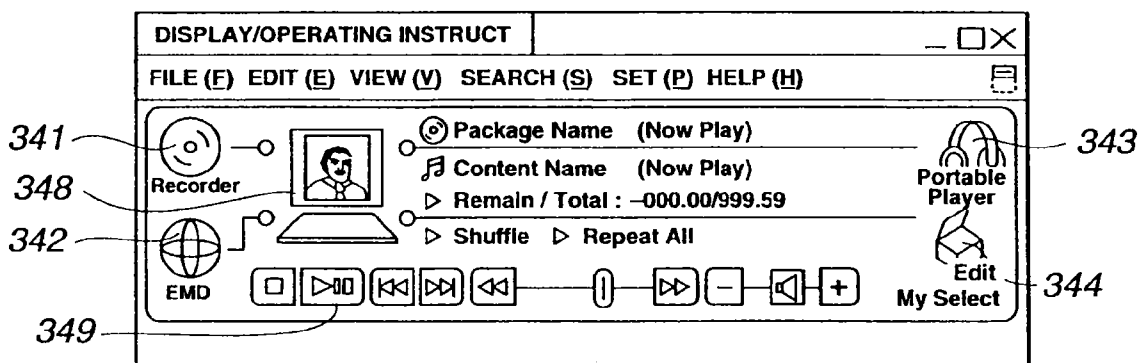 DISPLAY/OPERATING INSTRUCT
FILE (F) EDIT (E) VIEW (V) SEARCH (S) SET (P) HELP (H)
341
348
342
349
343
344
Recorder
EMD
Package Name (Now Play)
Content Name (Now Play)
Remain / Total : –000.00/999.59
Shuffle Repeat All
Portable
Player
Edit
My Select